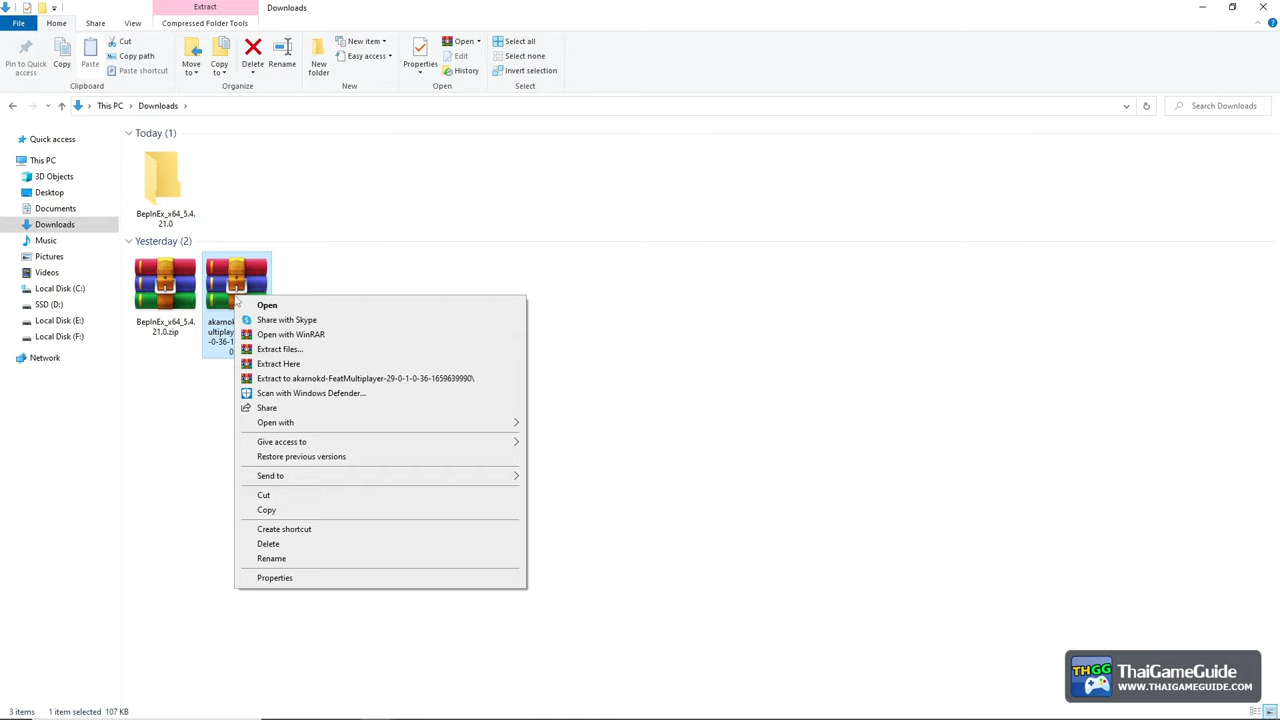 Extract
Downloads
File
Home
Share
View
Compressed Folder Tools
Pin to Quick access
Copy
Paste
Cut
Copy path
Paste shortcut
Clipboard
Move to
Copy to
Delete
Rename
Organize
New folder
New item
Easy access
New
Properties
Open
Edit
History
Open
Select all
Select none
Invert selection
Select
This PC
Downloads
Search Downloads
Quick access
This PC
3D Objects
Desktop
Documents
Downloads
Music
Pictures
Videos
Local Disk (C:)
SSD (D:)
Local Disk (E:)
Local Disk (F:)
Network
Today (1)
BepInEx_x64_5.4.
21.0
Yesterday (2)
BepInEx_x64_5.4.
21.0.zip
Open
Share with Skype
Open with WinRAR
Extract files...
Extract Here
Extract to akarnokd-FeatMultiplayer-29-0-1-0-36-1659639990\
Scan with Windows Defender...
Share
Open with
Give access to
Restore previous versions
Send to
Cut
Copy
Create shortcut
Delete
Rename
Properties
THGG
ThaiGameGuide
WWW.THAIGAMEGUIDE.COM
3 items
1 item selected 107 KB